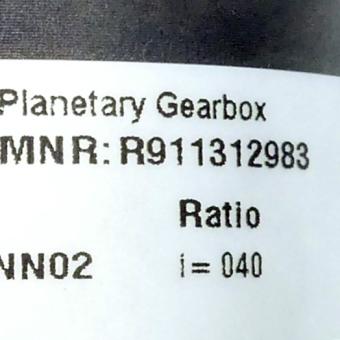 Planetary Gearbox
MNR: R911312983
Ratio
NN02 i= 040